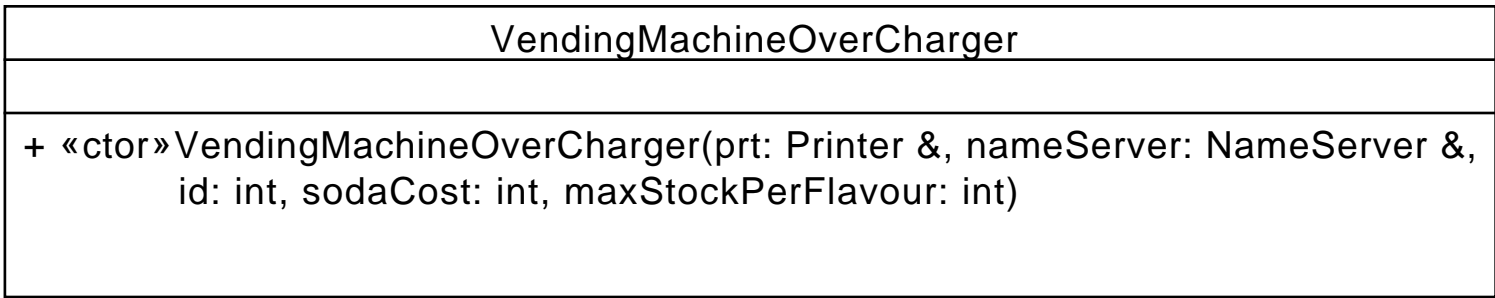 VendingMachineOverCharger
+ «ctor»VendingMachineOverCharger(prt: Printer &, nameServer: NameServer &,
id: int, sodaCost: int, maxStockPerFlavour: int)